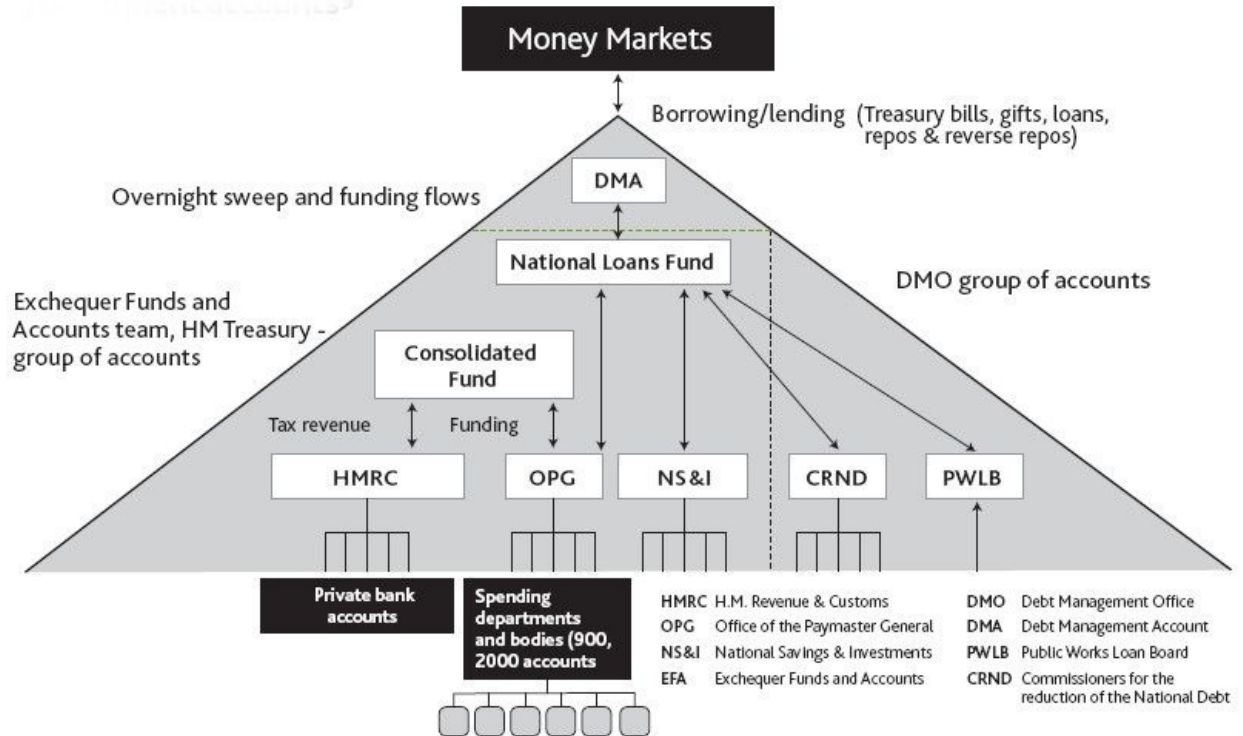 Money Markets
Borrowing/lending (Treasury bills, gifts, loans,
repos & reverse repos)
DMA
Overnight sweep and funding flows
National Loans Fund
DMO group of accounts
Exchequer Funds and
Accounts team, HM Treasury -
group of accounts
Consolidated
Fund
Tax revenue
Funding
HMRC
OPG
NS&I
CRND
PWLB
Private bank
accounts
Spending
departments
and bodies (900,
2000 accounts
HMRC H.M. Revenue & Customs
OPG Office of the Paymaster General
NS&I National Savings & Investments
EFA Exchequer Funds and Accounts
DMO Debt Management Office
DMA Debt Management Account
PWLB Public Works Loan Board
CRND Commissioners for the
reduction of the National Debt